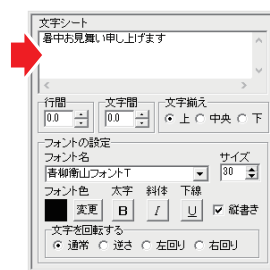 文字シート
暑中お見舞い申し上げます
行間 文字間 文字揃え
0.0 0.0 上 中央 下
フォントの設定
フォント名 サイズ
青柳衡山フォントT 30
フォント色 太字 斜体 下線
変更 B I U 縦書き
文字を回転する
通常 逆さ 左回り 右回り